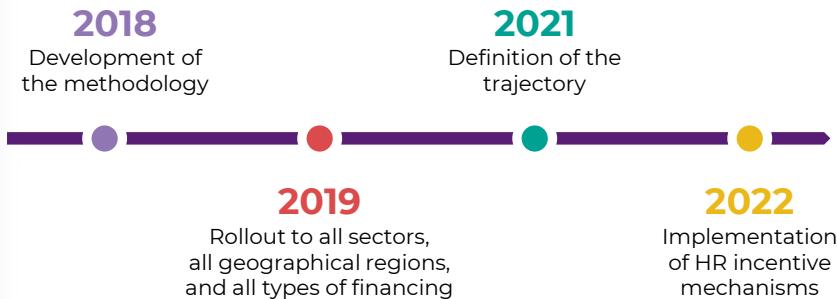 2018
Development of
the methodology
2019
Rollout to all sectors,
all geographical regions,
and all types of financing
2021
Definition of the
trajectory
2022
Implementation
of HR incentive
mechanisms